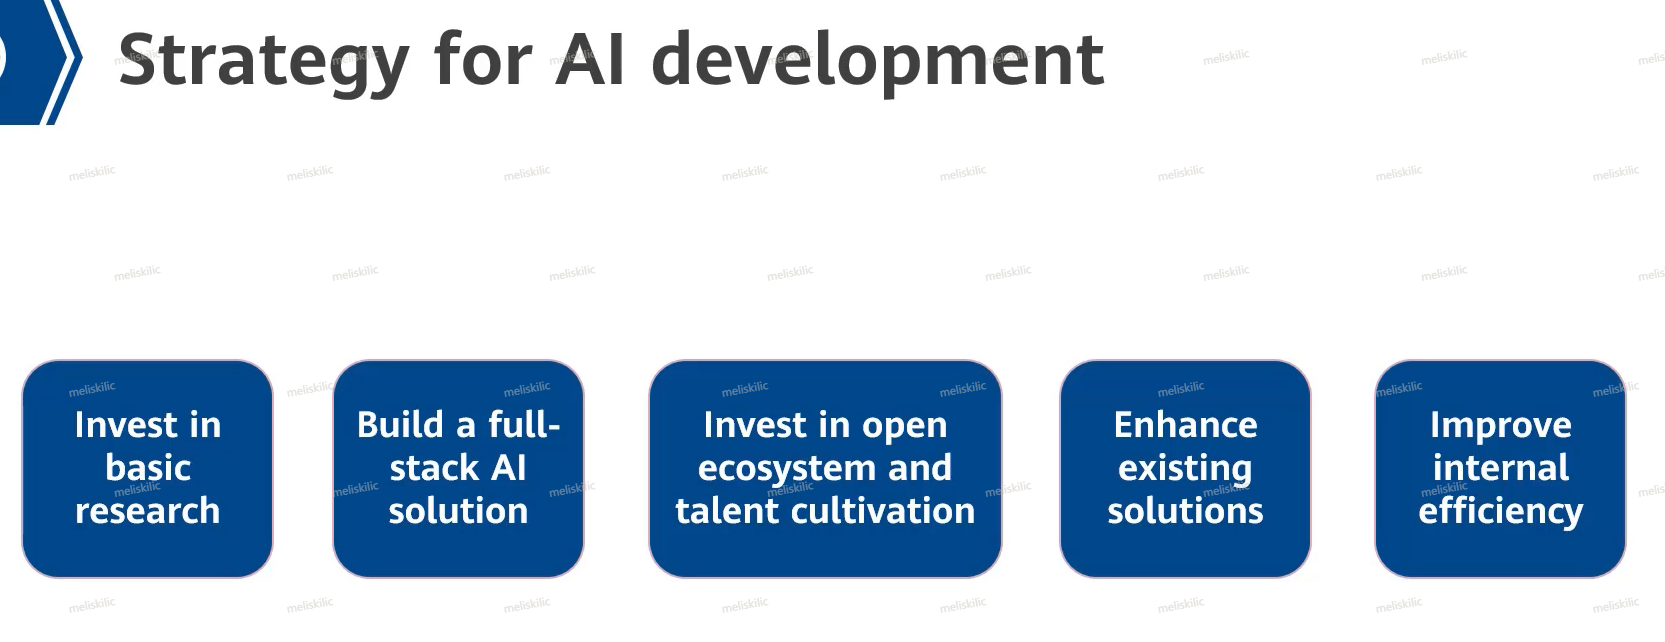 Strategy for AI development
meliskilic
Invest in
basic
research
Build a full-
stack AI
solution
Invest in open
ecosystem and
talent cultivation
Enhance
existing
solutions
Improve
internal
efficiency